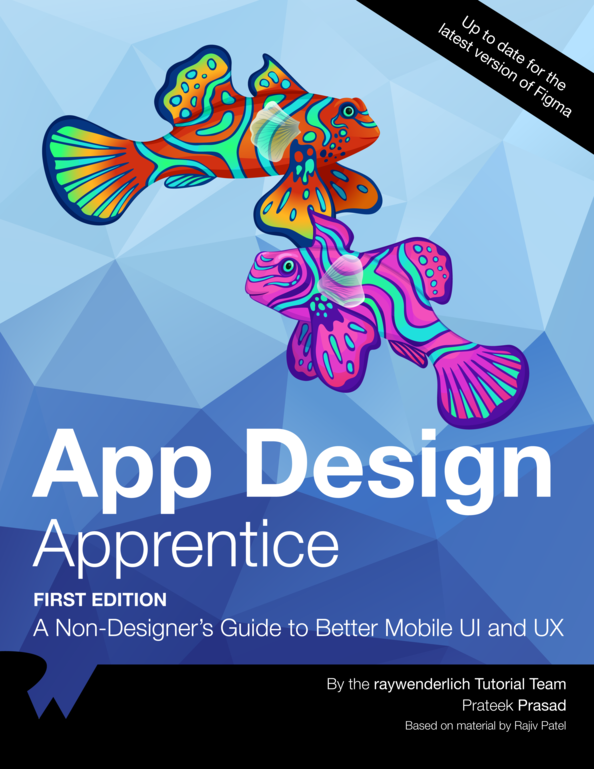 Up to date for the
latest version of Figma
App Design
Apprentice
FIRST EDITION
A Non-Designer's Guide to Better Mobile UI and UX
By the raywenderlich Tutorial Team
Prateek Prasad
Based on material by Rajiv Patel